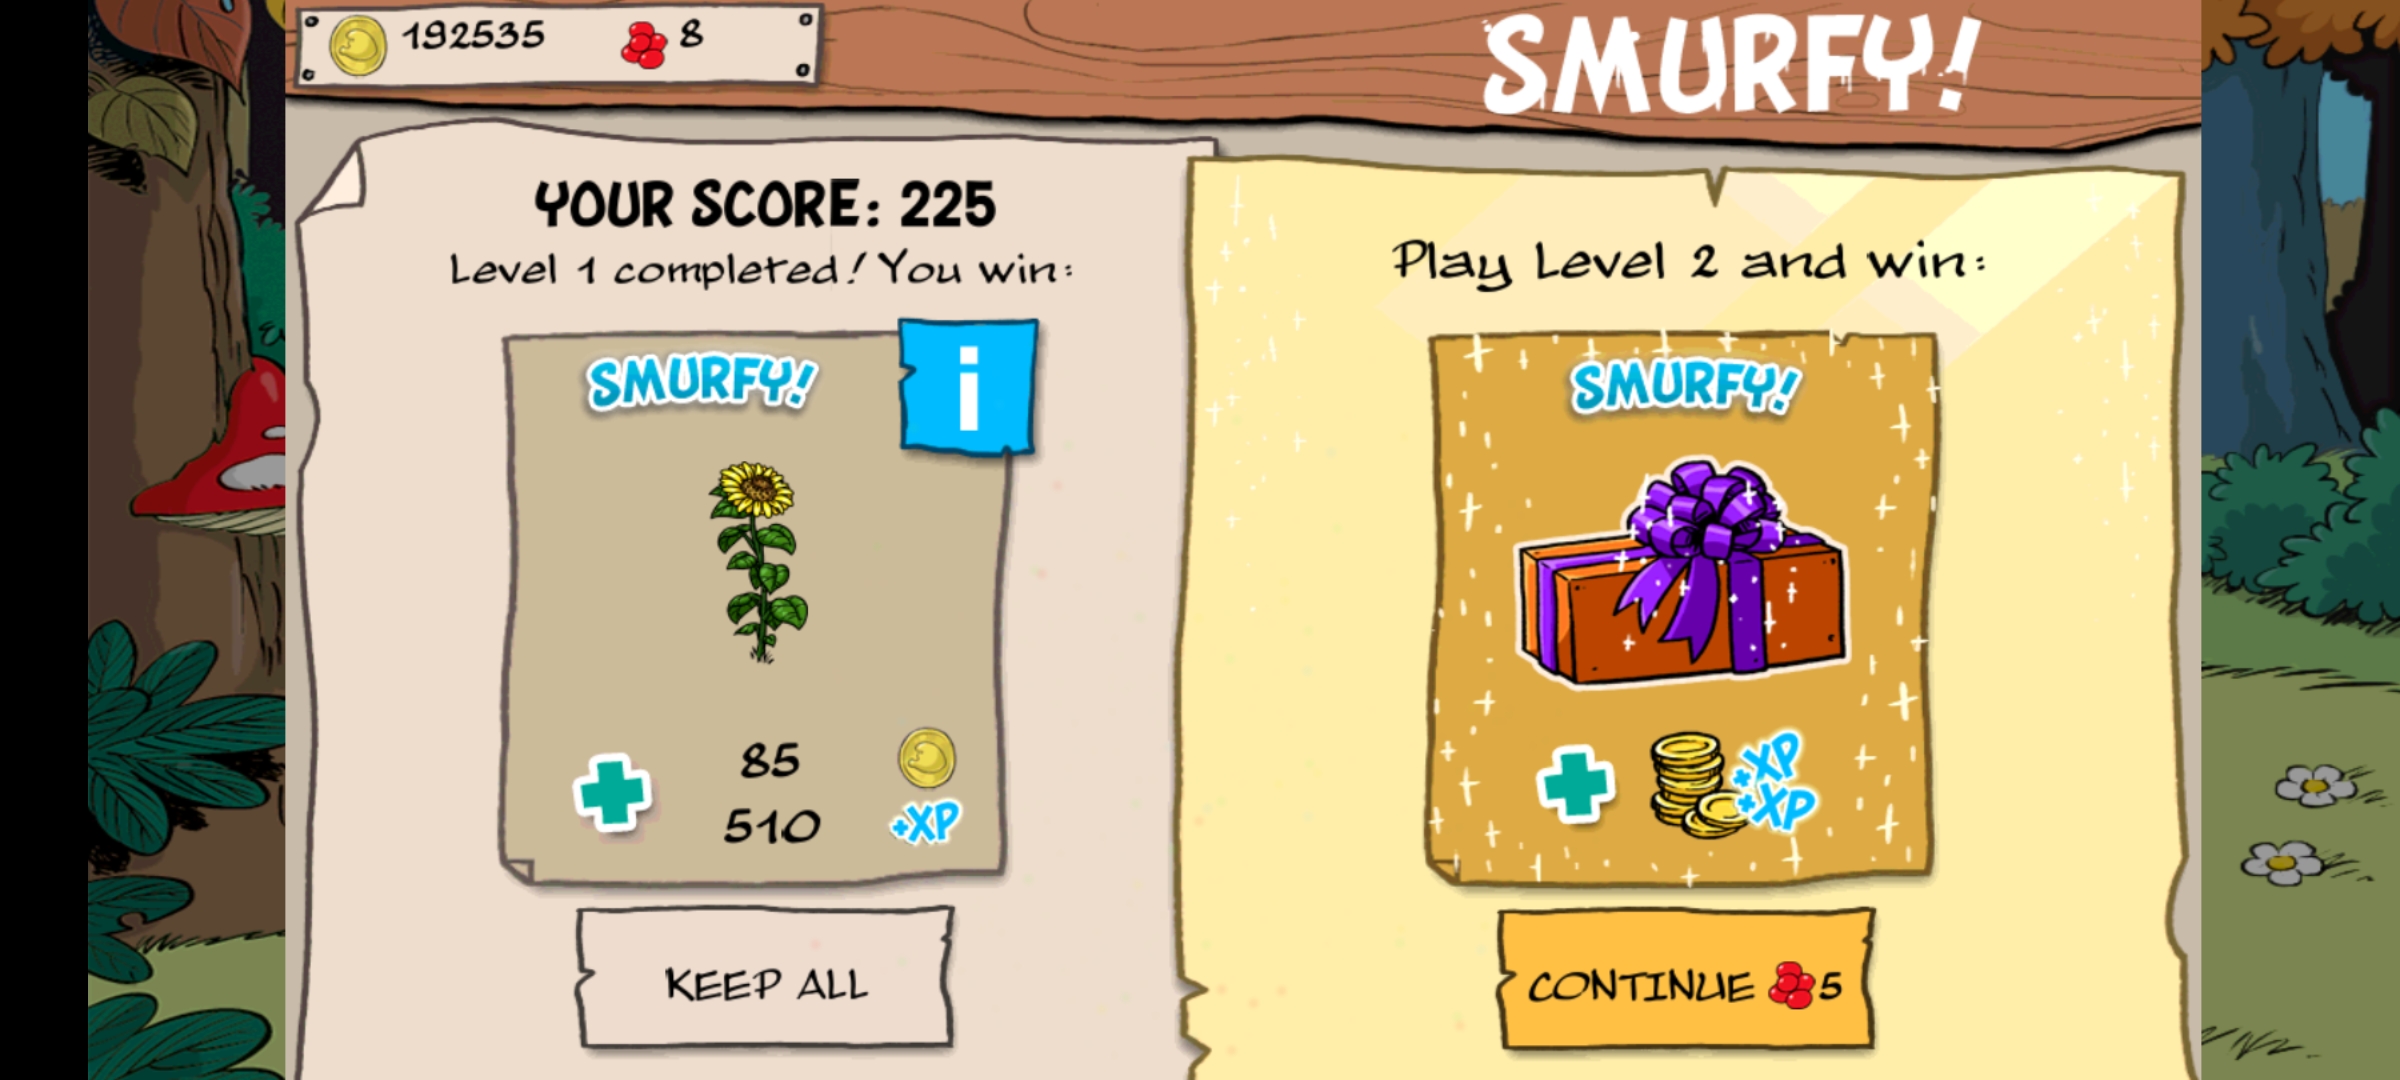 192535 8
SMURFY!
YOUR SCORE: 225
Level 1 completed! You win:
SMURFY!
i
85
510 +XP
KEEP ALL
Play Level 2 and win:
SMURFY!
+XP
+XP
CONTINUE 5